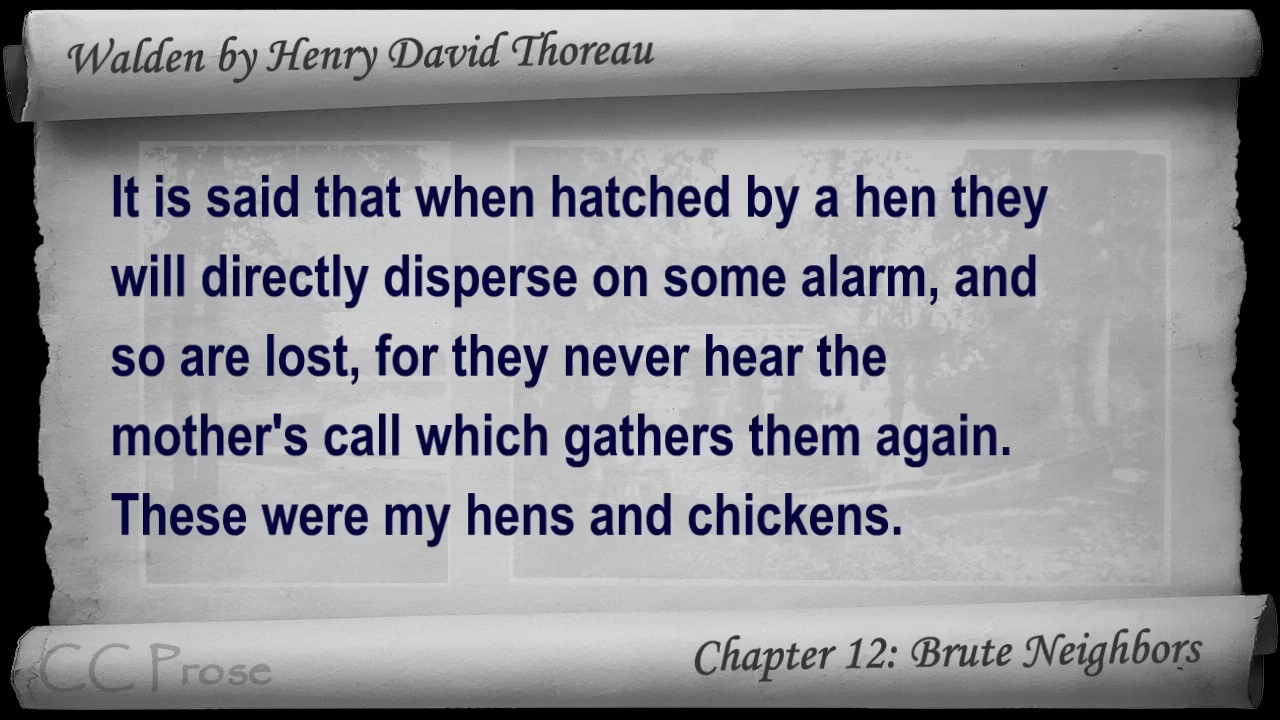 Walden by Henry David Thoreau
It is said that when hatched by a hen they
will directly disperse on some alarm, and
so are lost, for they never hear the
mother's call which gathers them again.
These were my hens and chickens.
CC Prose
Chapter 12: Brute Neighbors